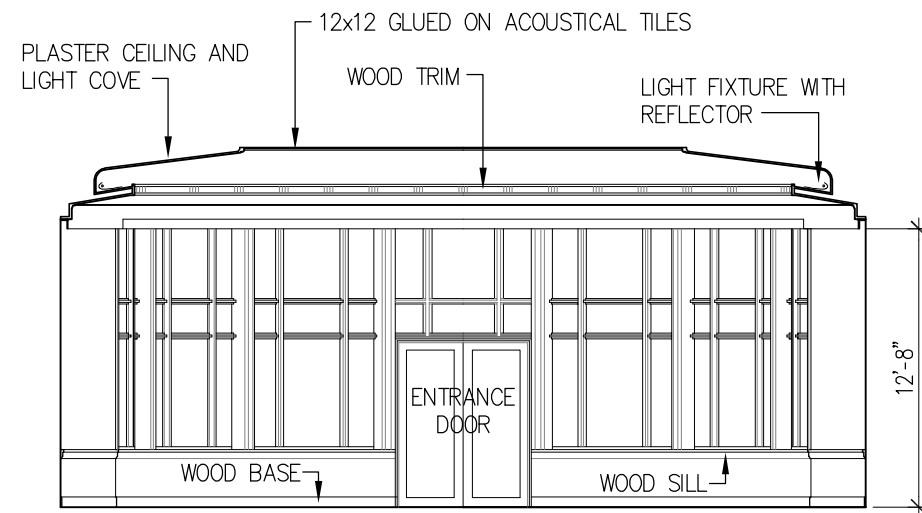 12x12 GLUED ON ACOUSTICAL TILES
PLASTER CEILING AND
LIGHT COVE
WOOD TRIM
LIGHT FIXTURE WITH
REFLECTOR
12'-8"
ENTRANCE
DOOR
WOOD BASE
WOOD SILL